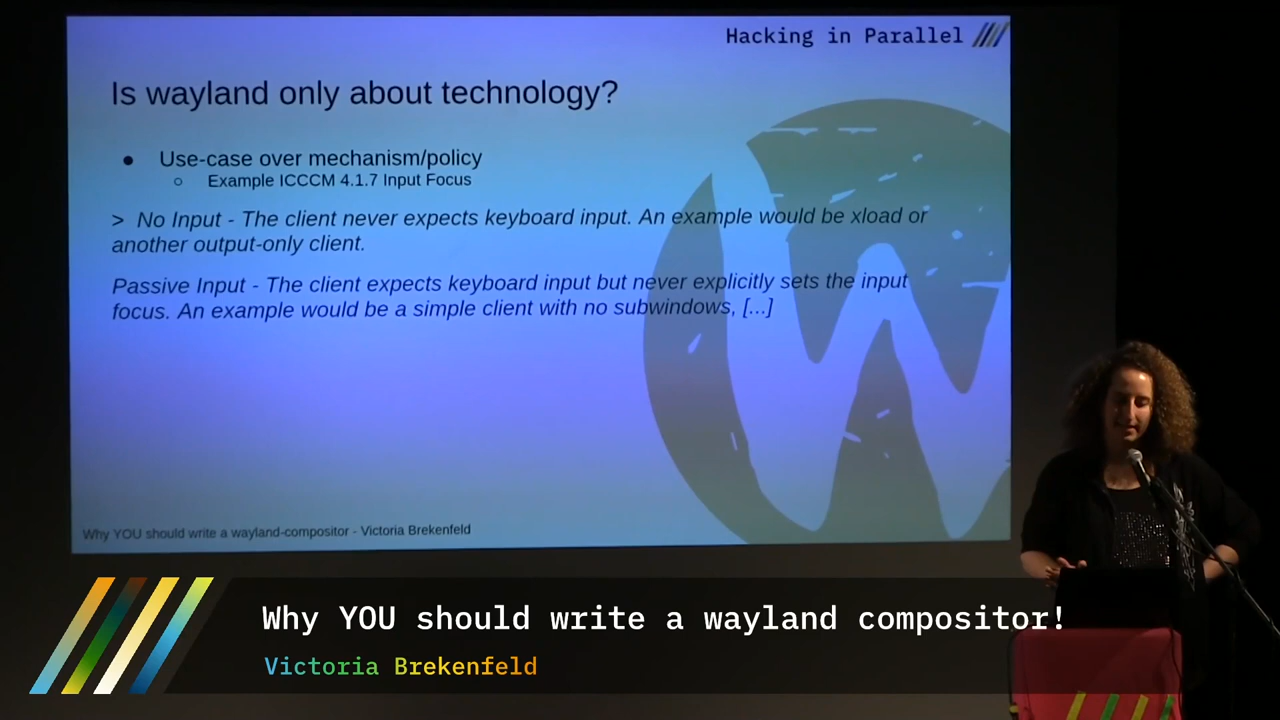 Hacking in Parallel
Is wayland only about technology?
● Use-case over mechanism/policy
○ Example ICCCM 4.1.7 Input Focus
> No Input - The client never expects keyboard input. An example would be xload or
another output-only client.
Passive Input - The client expects keyboard input but never explicitly sets the input
focus. An example would be a simple client with no subwindows, [...]
Why YOU should write a wayland-compositor - Victoria Brekenfeld
Why YOU should write a wayland compositor!
Victoria Brekenfeld